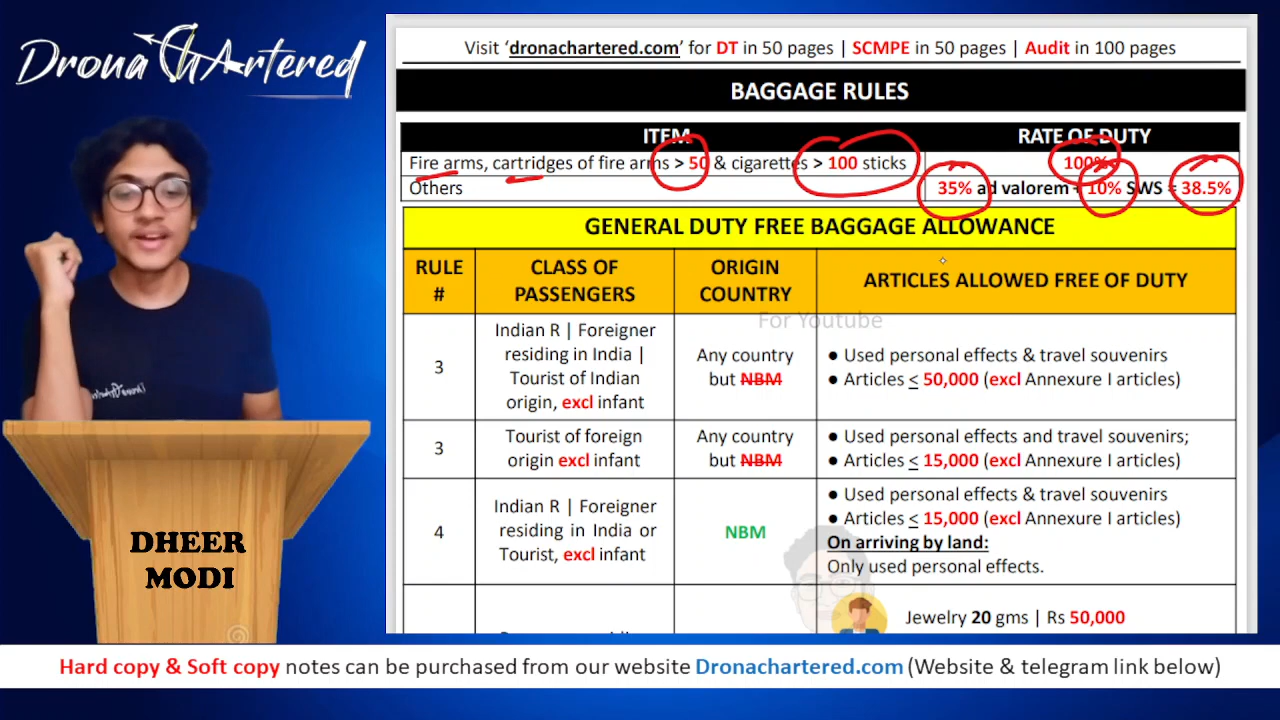 Drona CHArtered
Visit 'dronachartered.com' for DT in 50 pages | SCMPE in 50 pages | Audit in 100 pages
BAGGAGE RULES
ITEM RATE OF DUTY
Fire arms, cartridges of fire arms > 50 & cigarettes > 100 sticks 100%
Others 35% ad valorem + 10% SWS = 38.5%
GENERAL DUTY FREE BAGGAGE ALLOWANCE
RULE # CLASS OF PASSENGERS ORIGIN COUNTRY ARTICLES ALLOWED FREE OF DUTY
For Youtube
3
Indian R | Foreigner
residing in India |
Tourist of Indian
origin, excl infant
Any country
but NBM
● Used personal effects & travel souvenirs
● Articles ≤ 50,000 (excl Annexure I articles)
3
Tourist of foreign
origin excl infant
Any country
but NBM
● Used personal effects and travel souvenirs;
● Articles ≤ 15,000 (excl Annexure I articles)
4
Indian R | Foreigner
residing in India or
Tourist, excl infant
NBM
● Used personal effects & travel souvenirs
● Articles ≤ 15,000 (excl Annexure I articles)
On arriving by land:
Only used personal effects.
Jewelry 20 gms | Rs 50,000
DHEER
MODI
Hard copy & Soft copy notes can be purchased from our website Dronachartered.com (Website & telegram link below)